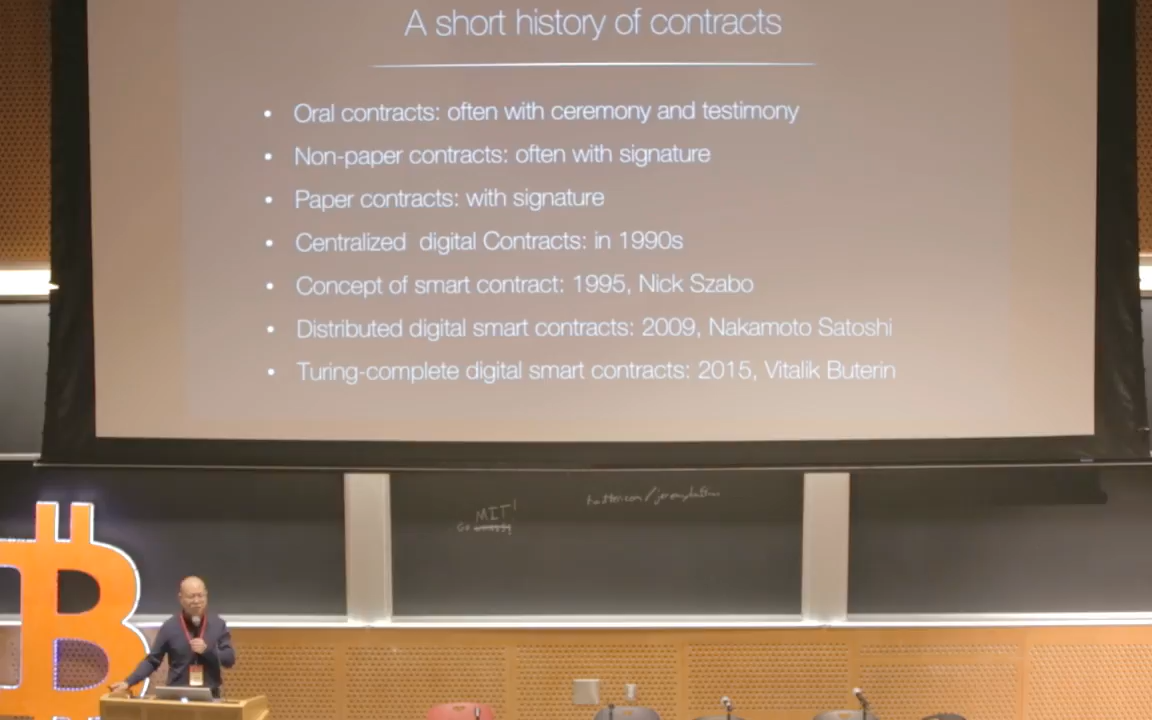 A short history of contracts
• Oral contracts: often with ceremony and testimony
• Non-paper contracts: often with signature
• Paper contracts: with signature
• Centralized digital Contracts: in 1990s
• Concept of smart contract: 1995, Nick Szabo
• Distributed digital smart contracts: 2009, Nakamoto Satoshi
• Turing-complete digital smart contracts: 2015, Vitalik Buterin
MIT!
Go